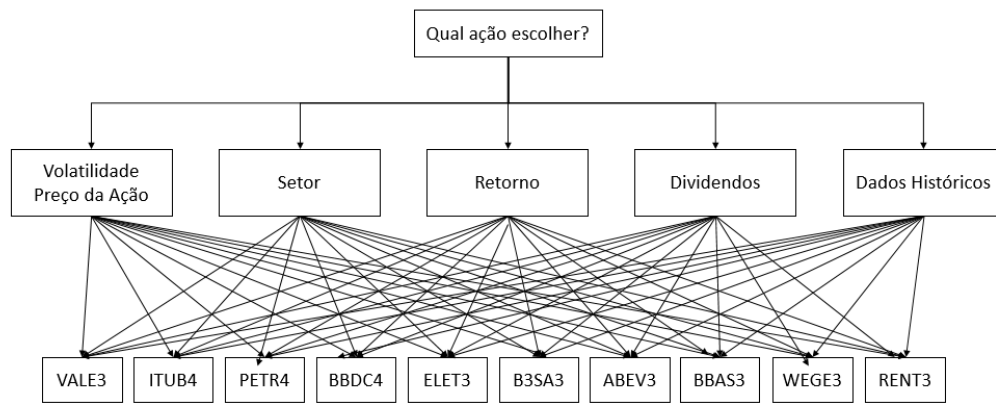 Qual ação escolher?
Volatilidade
Preço da Ação
Setor
Retorno
Dividendos
Dados Históricos
VALE3
ITUB4
PETR4
BBDC4
ELET3
B3SA3
ABEV3
BBAS3
WEGE3
RENT3